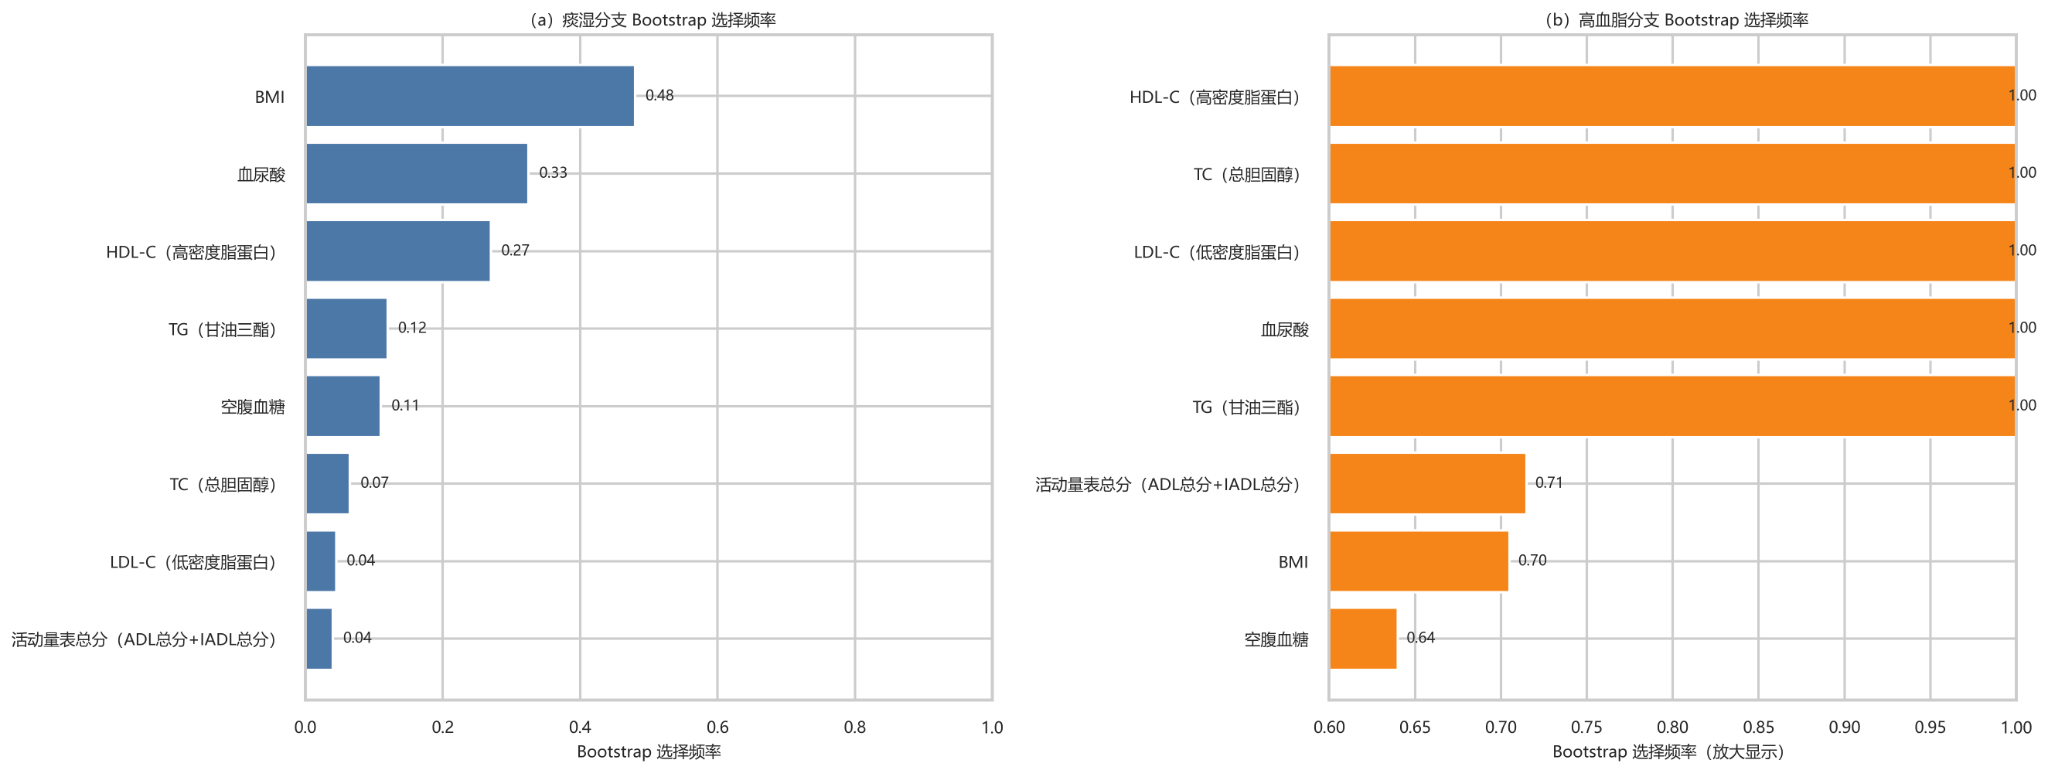 (a)痰湿分支 Bootstrap 选择频率
BMI
0.48
血尿酸
0.33
HDL-C（高密度脂蛋白）
0.27
TG（甘油三酯）
0.12
空腹血糖
0.11
TC（总胆固醇）
0.07
LDL-C（低密度脂蛋白）
0.04
活动量表总分（ADL总分+IADL总分）
0.04
0.0 0.2 0.4 0.6 0.8 1.0
Bootstrap 选择频率
(b)高血脂分支 Bootstrap 选择频率
HDL-C（高密度脂蛋白）
1.00
TC（总胆固醇）
1.00
LDL-C（低密度脂蛋白）
1.00
血尿酸
1.00
TG（甘油三酯）
1.00
活动量表总分（ADL总分+IADL总分）
0.71
BMI
0.70
空腹血糖
0.64
0.60 0.65 0.70 0.75 0.80 0.85 0.90 0.95 1.00
Bootstrap 选择频率（放大显示）